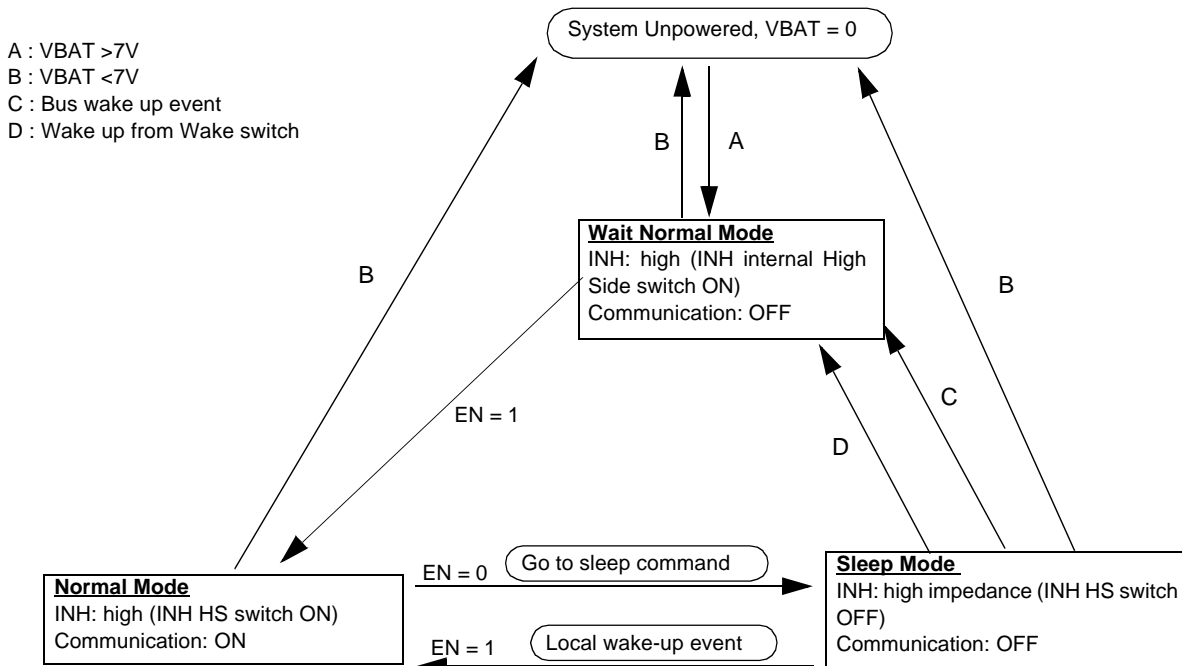 System Unpowered, VBAT = 0
A : VBAT >7V
B : VBAT <7V
C : Bus wake up event
D : Wake up from Wake switch
B
A
Wait Normal Mode
INH: high (INH internal High
Side switch ON)
Communication: OFF
B
B
EN = 1
C
D
EN = 0
Go to sleep command
Normal Mode
INH: high (INH HS switch ON)
Communication: ON
Sleep Mode
INH: high impedance (INH HS switch
OFF)
Communication: OFF
EN = 1
Local wake-up event